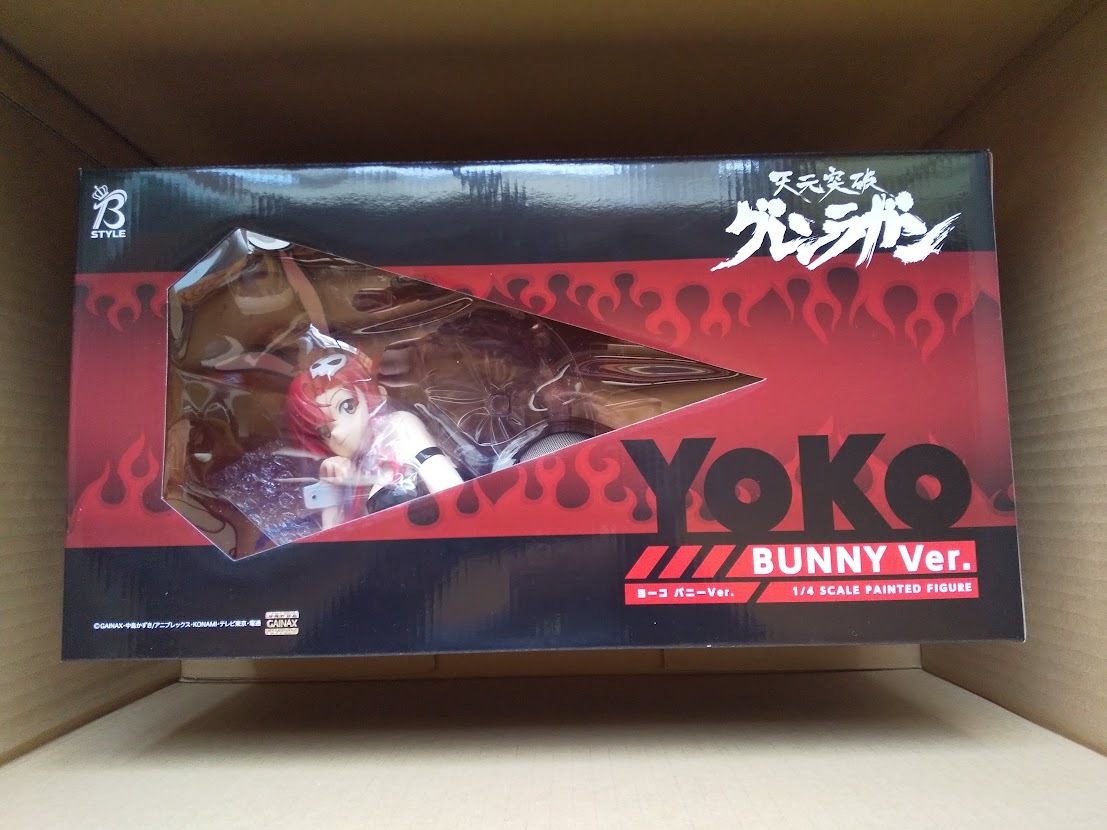 B
STYLE
天元突破
グレンラガン
YoKo
BUNNY Ver.
ヨーコ バニーVer.
1/4 SCALE PAINTED FIGURE
©GAINAX・中島かずき/アニプレックス・KONAMI・テレビ東京・電通
GAINAX